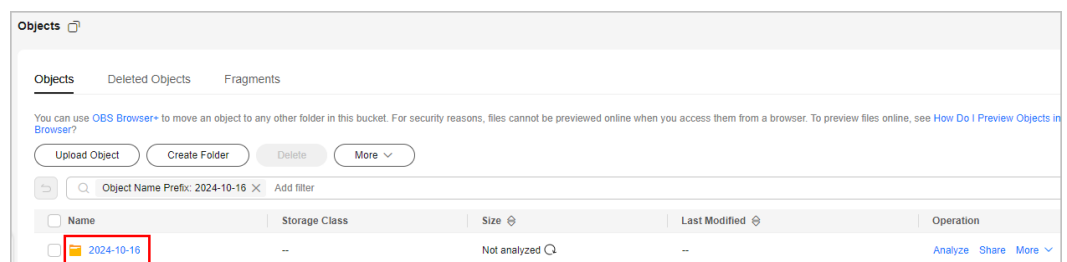 Objects
Objects Deleted Objects Fragments
You can use OBS Browser+ to move an object to any other folder in this bucket. For security reasons, files cannot be previewed online when you access them from a browser. To preview files online, see How Do I Preview Objects in
Browser?
Upload Object Create Folder Delete More
Object Name Prefix: 2024-10-16 Add filter
Name Storage Class Size Last Modified Operation
2024-10-16 -- Not analyzed -- Analyze Share More